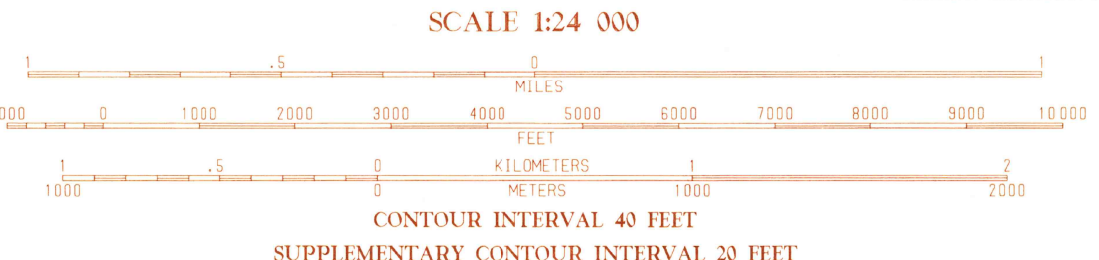 SCALE 1:24 000
1 .5 0 1
MILES
000 0 1000 2000 3000 4000 5000 6000 7000 8000 9000 10 000
FEET
1 .5 0 KILOMETERS 1 2
1000 0 METERS 1000 2000
CONTOUR INTERVAL 40 FEET
SUPPLEMENTARY CONTOUR INTERVAL 20 FEET